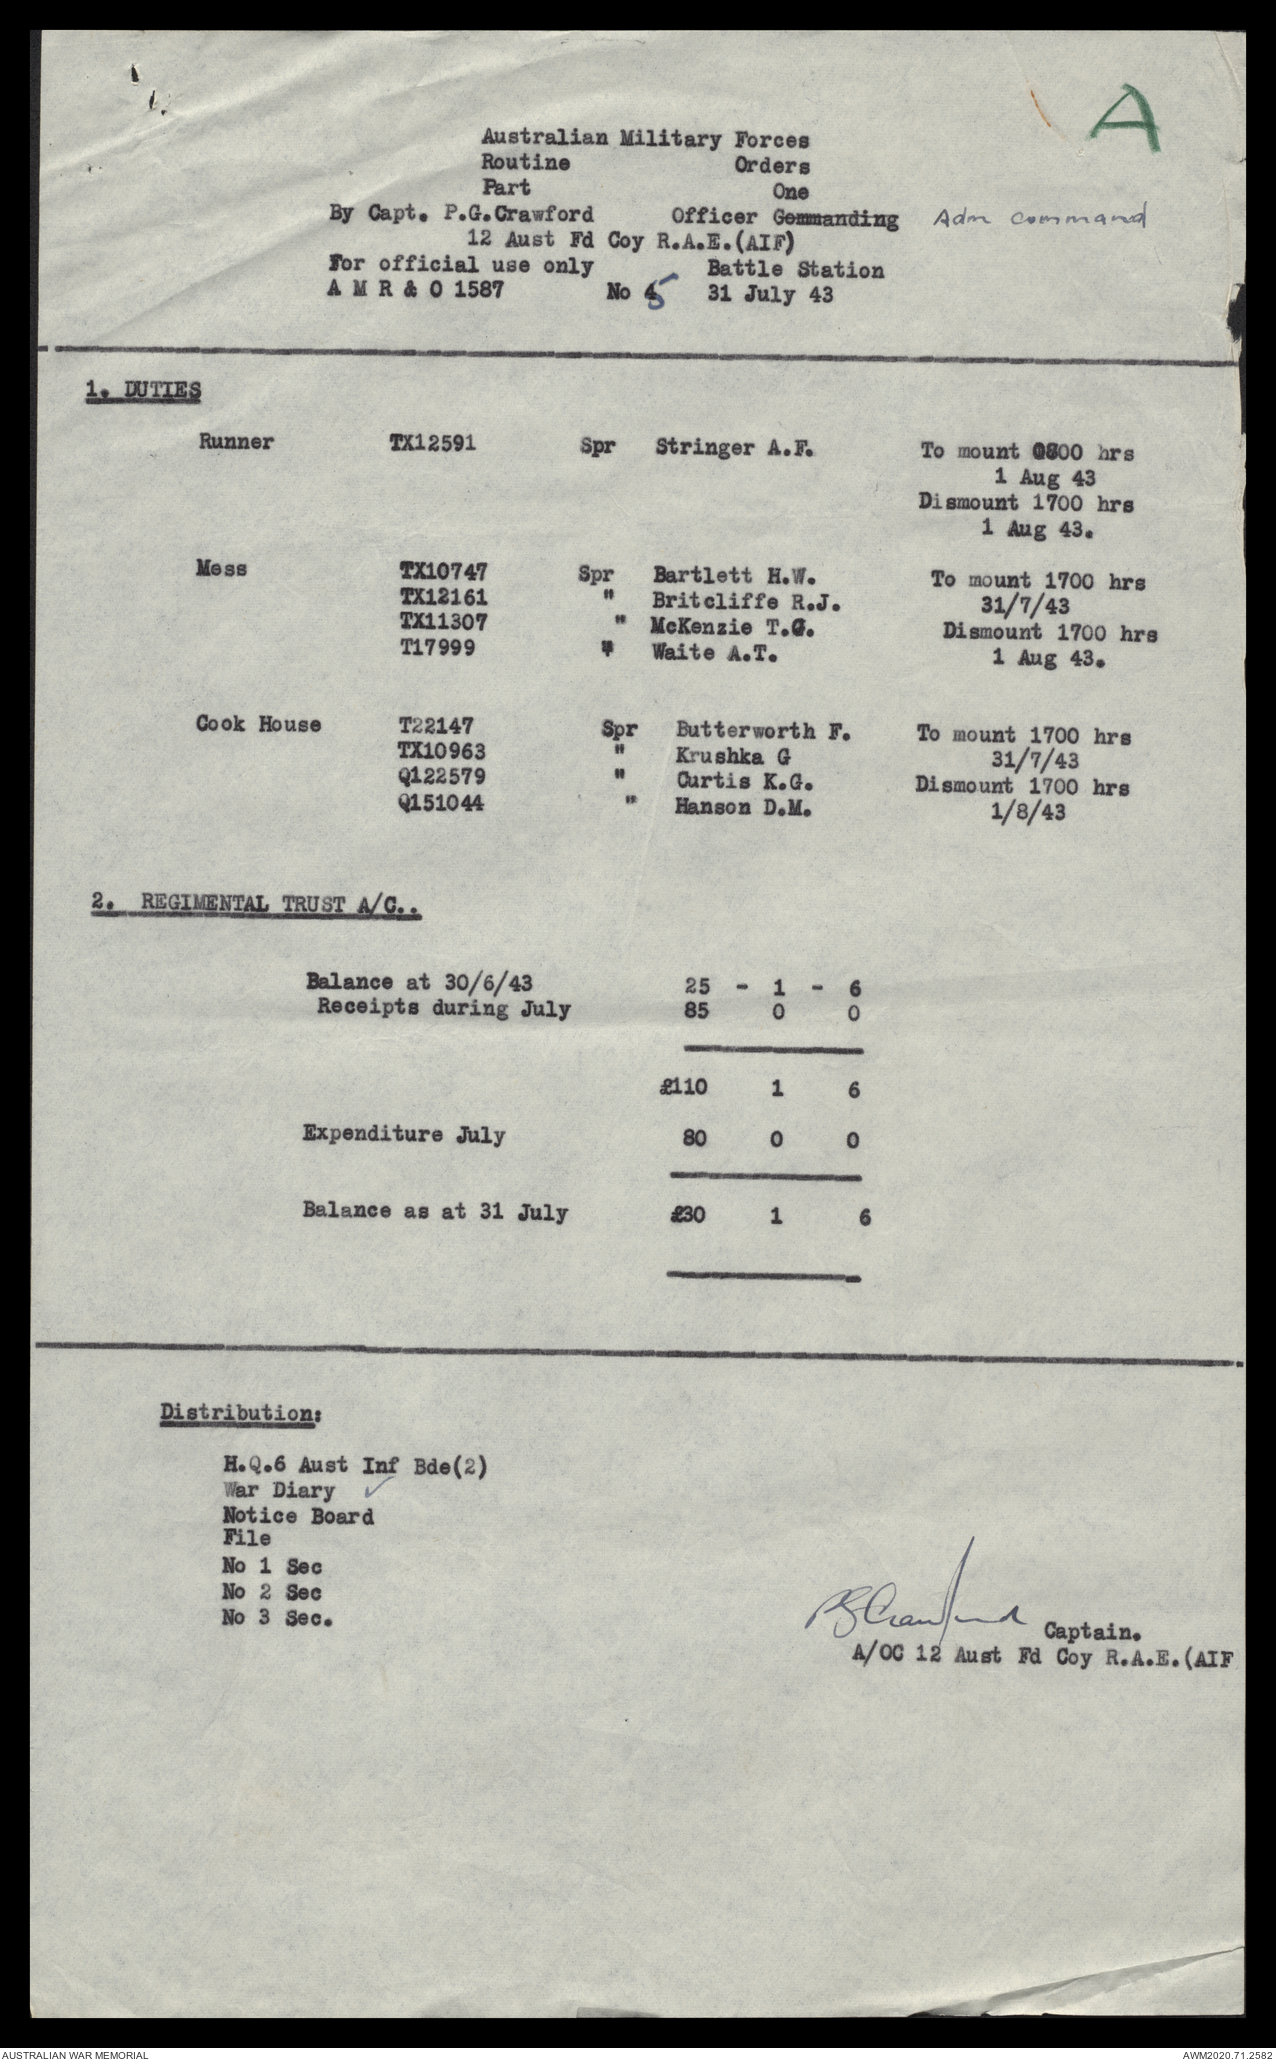 A
Australian Military Forces
Routine Orders
Part One
By Capt. P.G.Crawford Officer Commanding Adm command
12 Aust Fd Coy R.A.E.(AIF)
For official use only Battle Station
A M R & O 1587 No 5 31 July 43
1. DUTIES
Runner TX12591 Spr Stringer A.F. To mount 0800 hrs
1 Aug 43
Dismount 1700 hrs
1 Aug 43.
Mess TX10747 Spr Bartlett H.W. To mount 1700 hrs
TX12161 " Britcliffe R.J. 31/7/43
TX11307 " McKenzie T.G. Dismount 1700 hrs
T17999 " Waite A.T. 1 Aug 43.
Cook House T22147 Spr Butterworth F. To mount 1700 hrs
TX10963 " Krushka G 31/7/43
Q122579 " Curtis K.G. Dismount 1700 hrs
Q151044 " Hanson D.M. 1/8/43
2. REGIMENTAL TRUST A/C..
Balance at 30/6/43 25 - 1 - 6
Receipts during July 85 0 0
£110 1 6
Expenditure July 80 0 0
Balance as at 31 July £30 1 6
Distribution:
H.Q.6 Aust Inf Bde(2)
War Diary ✓
Notice Board
File
No 1 Sec
No 2 Sec
No 3 Sec.
PGCrawford Captain.
A/OC 12 Aust Fd Coy R.A.E.(AIF
AUSTRALIAN WAR MEMORIAL AWM2020.71.2582